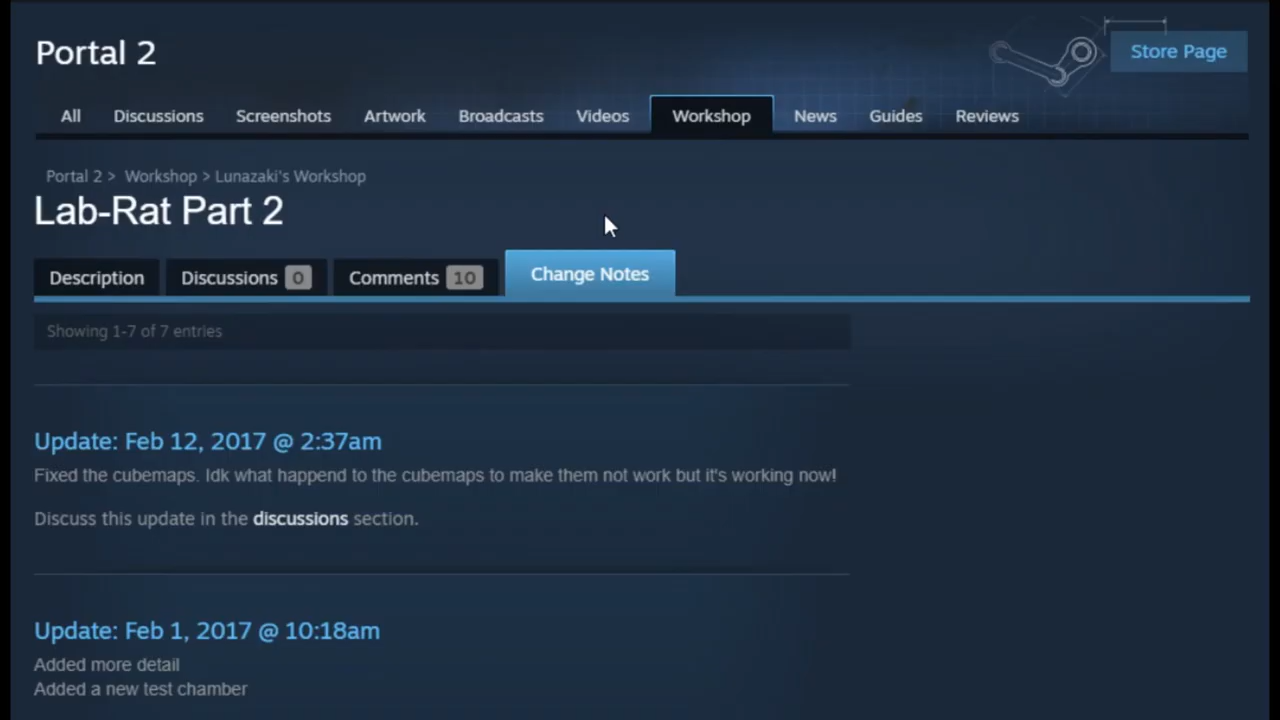 Portal 2
Store Page
All Discussions Screenshots Artwork Broadcasts Videos Workshop News Guides Reviews
Portal 2 > Workshop > Lunazaki's Workshop
Lab-Rat Part 2
Description Discussions 0 Comments 10 Change Notes
Showing 1-7 of 7 entries
Update: Feb 12, 2017 @ 2:37am
Fixed the cubemaps. Idk what happend to the cubemaps to make them not work but it's working now!
Discuss this update in the discussions section.
Update: Feb 1, 2017 @ 10:18am
Added more detail
Added a new test chamber